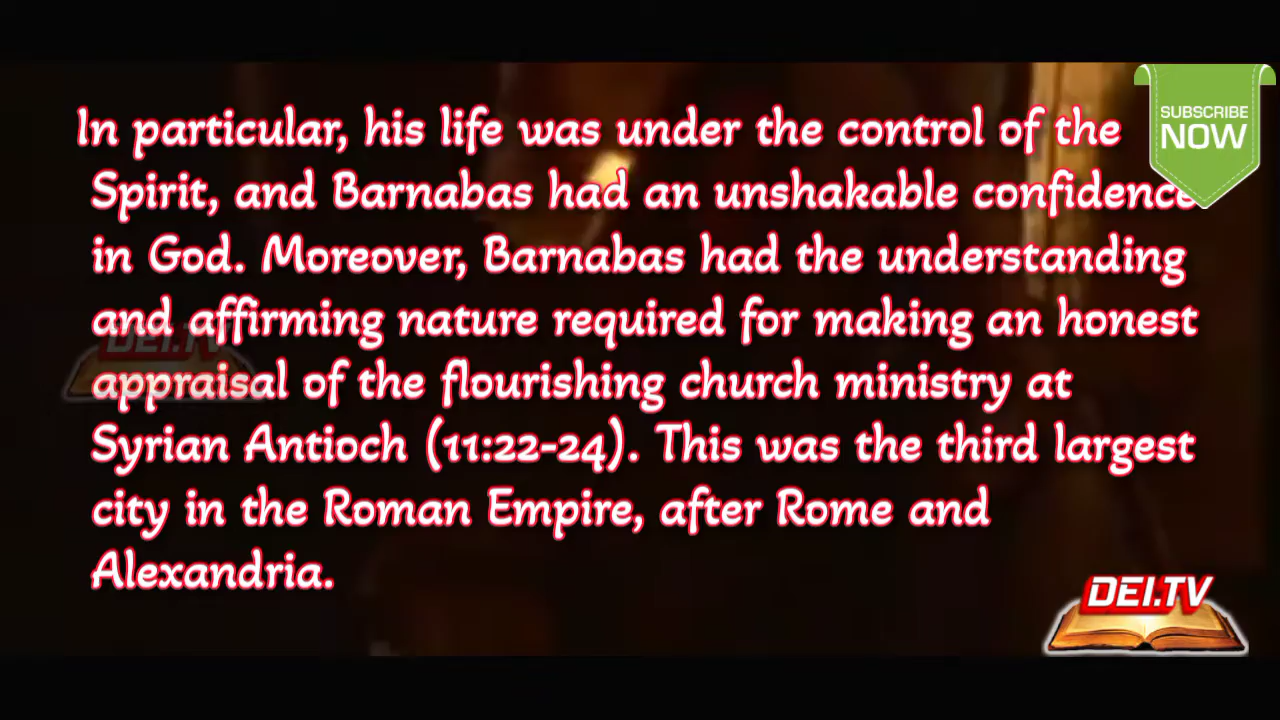 In particular, his life was under the control of the
Spirit, and Barnabas had an unshakable confidence
in God. Moreover, Barnabas had the understanding
and affirming nature required for making an honest
appraisal of the flourishing church ministry at
Syrian Antioch (11:22-24). This was the third largest
city in the Roman Empire, after Rome and
Alexandria.
SUBSCRIBE
NOW
DEI.TV
DEI.TV